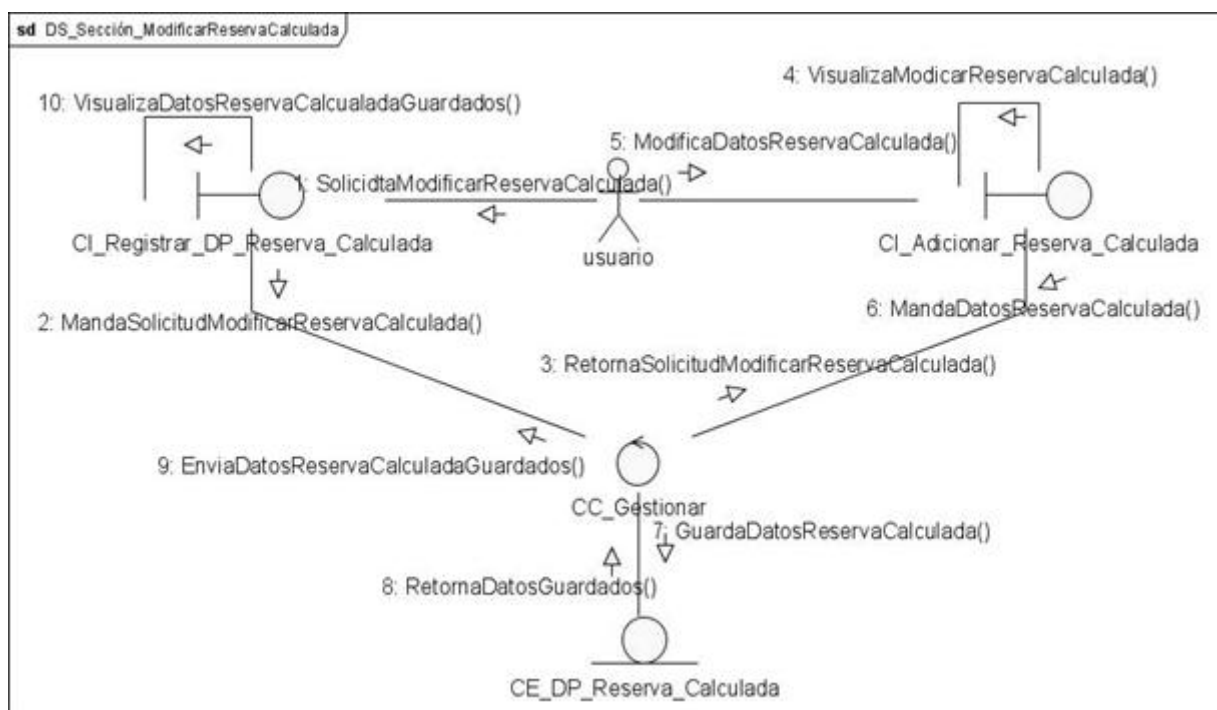 sd DS_Sección_ModificarReservaCalculada
4: VisualizaModicarReservaCalculada()
10: VisualizaDatosReservaCalcualadaGuardados()
5: ModificaDatosReservaCalculada()
1: SolicidtaModificarReservaCalculada()
CI_Registrar_DP_Reserva_Calculada
usuario
CI_Adicionar_Reserva_Calculada
2: MandaSolicitudModificarReservaCalculada()
6: MandaDatosReservaCalculada()
3: RetornaSolicitudModificarReservaCalculada()
9: EnviaDatosReservaCalculadaGuardados()
CC_Gestionar
7: GuardaDatosReservaCalculada()
8: RetornaDatosGuardados()
CE_DP_Reserva_Calculada